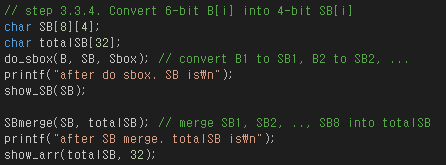 // step 3.3.4. Convert 6-bit B[i] into 4-bit SB[i]
char SB[8][4];
char totalSB[32];
do_sbox(B, SB, Sbox); // convert B1 to SB1, B2 to SB2, ...
printf("after do sbox. SB is₩n");
show_SB(SB);
SBmerge(SB, totalSB); // merge SB1, SB2, .., SB8 into totalSB
printf("after SB merge. totalSB is₩n");
show_arr(totalSB, 32);